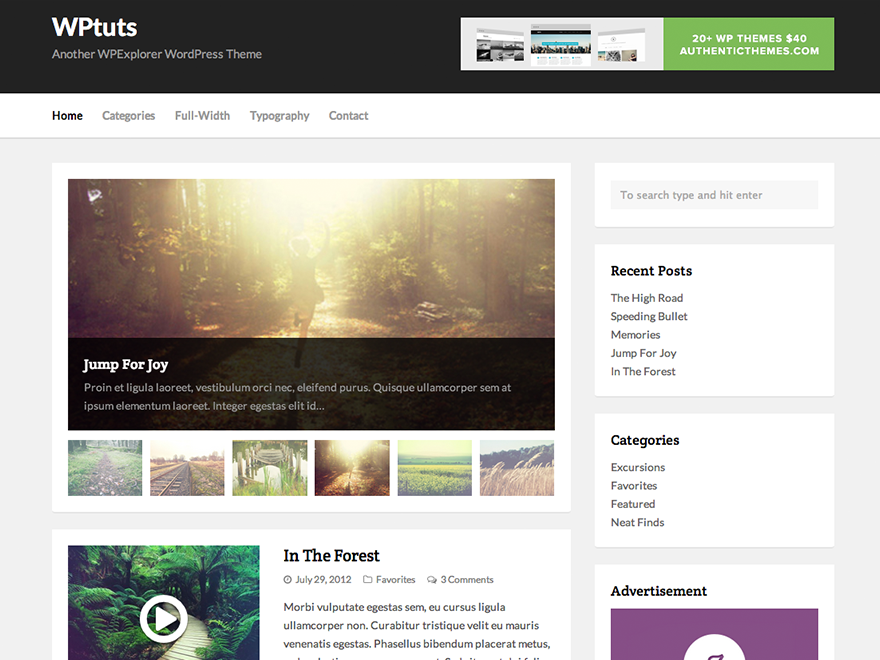 WPtuts
Another WPExplorer WordPress Theme
20+ WP THEMES $40
AUTHENTICTHEMES.COM
Home Categories Full-Width Typography Contact
Jump For Joy
Proin et ligula laoreet, vestibulum orci nec, eleifend purus. Quisque ullamcorper sem at
ipsum elementum laoreet. Integer egestas elit id...
In The Forest
July 29, 2012 Favorites 3 Comments
Morbi vulputate egestas sem, eu cursus ligula
ullamcorper non. Curabitur tristique velit eu mauris
venenatis egestas. Phasellus bibendum placerat metus,
To search type and hit enter
Recent Posts
The High Road
Speeding Bullet
Memories
Jump For Joy
In The Forest
Categories
Excursions
Favorites
Featured
Neat Finds
Advertisement